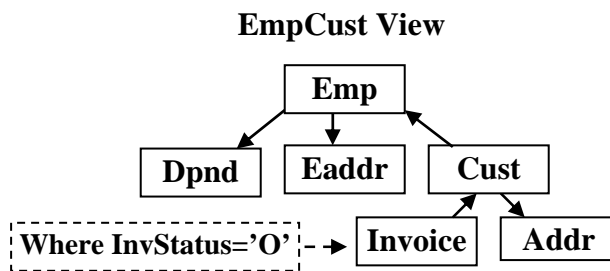 EmpCust View
Emp
Dpnd Eaddr Cust
Where InvStatus='O' Invoice Addr